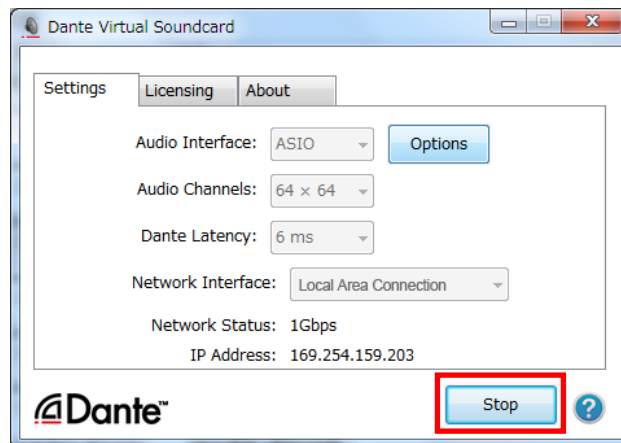 Dante Virtual Soundcard
Settings Licensing About
Audio Interface: ASIO Options
Audio Channels: 64 × 64
Dante Latency: 6 ms
Network Interface: Local Area Connection
Network Status: 1Gbps
IP Address: 169.254.159.203
Dante™ Stop ?